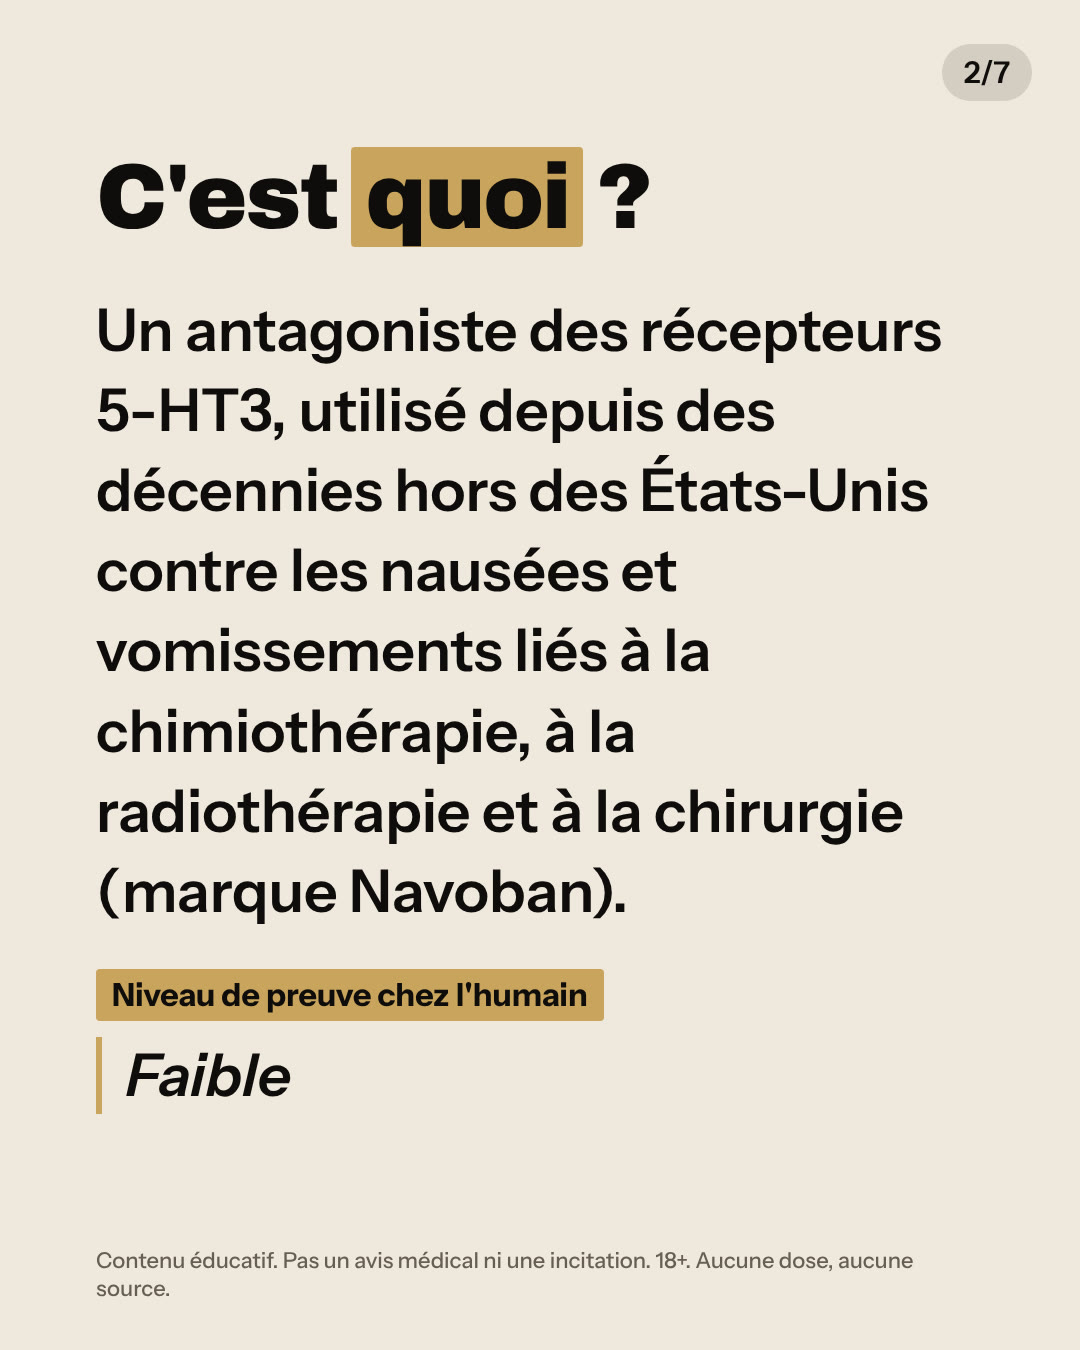 2/7
C'est quoi ?
Un antagoniste des récepteurs
5-HT3, utilisé depuis des
décennies hors des États-Unis
contre les nausées et
vomissements liés à la
chimiothérapie, à la
radiothérapie et à la chirurgie
(marque Navoban).
Niveau de preuve chez l'humain
Faible
Contenu éducatif. Pas un avis médical ni une incitation. 18+. Aucune dose, aucune
source.